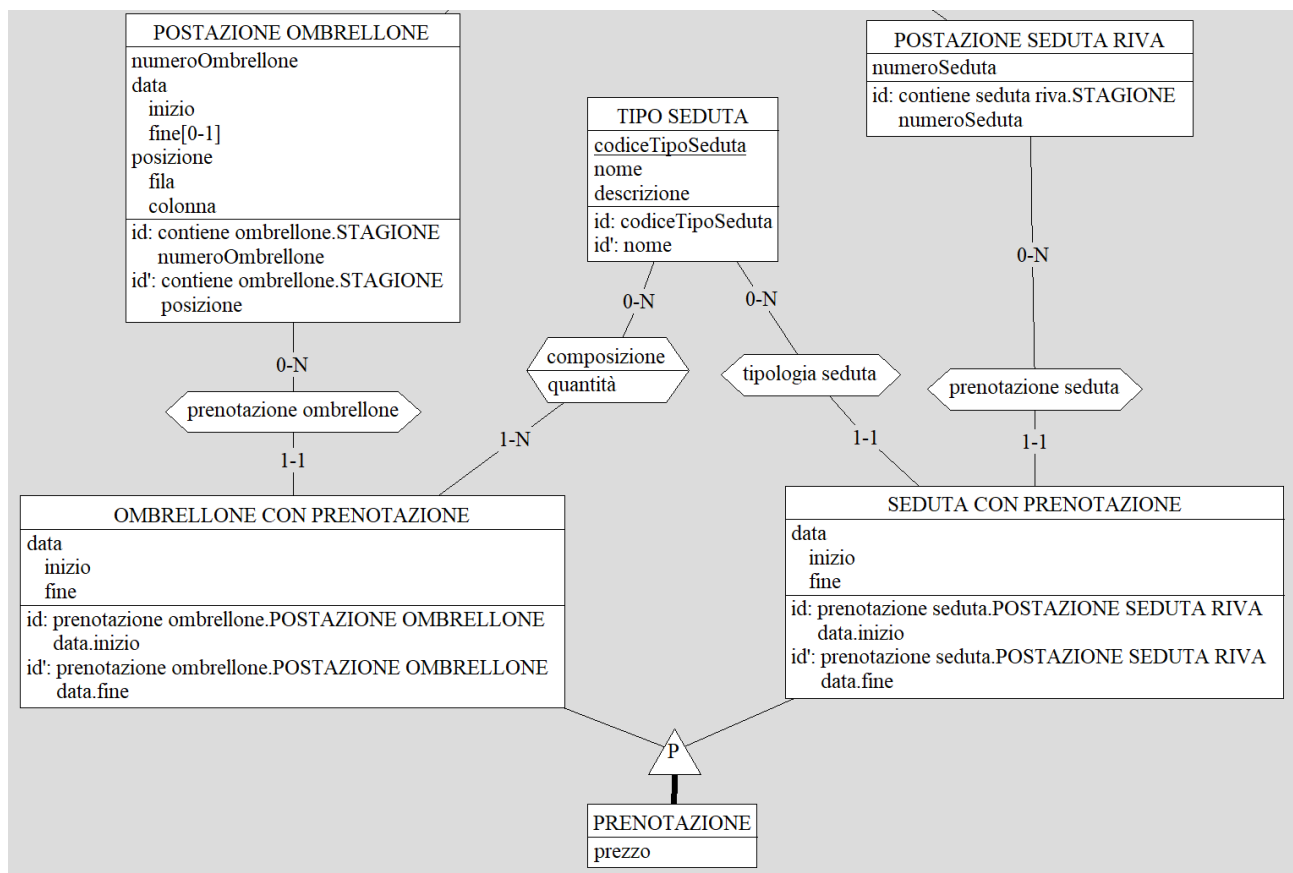 POSTAZIONE OMBRELLONE
numeroOmbrellone
data
inizio
fine[0-1]
posizione
fila
colonna
id: contiene ombrellone.STAGIONE
numeroOmbrellone
id': contiene ombrellone.STAGIONE
posizione
TIPO SEDUTA
codiceTipoSeduta
nome
descrizione
id: codiceTipoSeduta
id': nome
POSTAZIONE SEDUTA RIVA
numeroSeduta
id: contiene seduta riva.STAGIONE
numeroSeduta
0-N
0-N
0-N
0-N
prenotazione ombrellone
composizione
quantità
tipologia seduta
prenotazione seduta
1-1
1-N
1-1
1-1
OMBRELLONE CON PRENOTAZIONE
data
inizio
fine
id: prenotazione ombrellone.POSTAZIONE OMBRELLONE
data.inizio
id': prenotazione ombrellone.POSTAZIONE OMBRELLONE
data.fine
SEDUTA CON PRENOTAZIONE
data
inizio
fine
id: prenotazione seduta.POSTAZIONE SEDUTA RIVA
data.inizio
id': prenotazione seduta.POSTAZIONE SEDUTA RIVA
data.fine
P
PRENOTAZIONE
prezzo